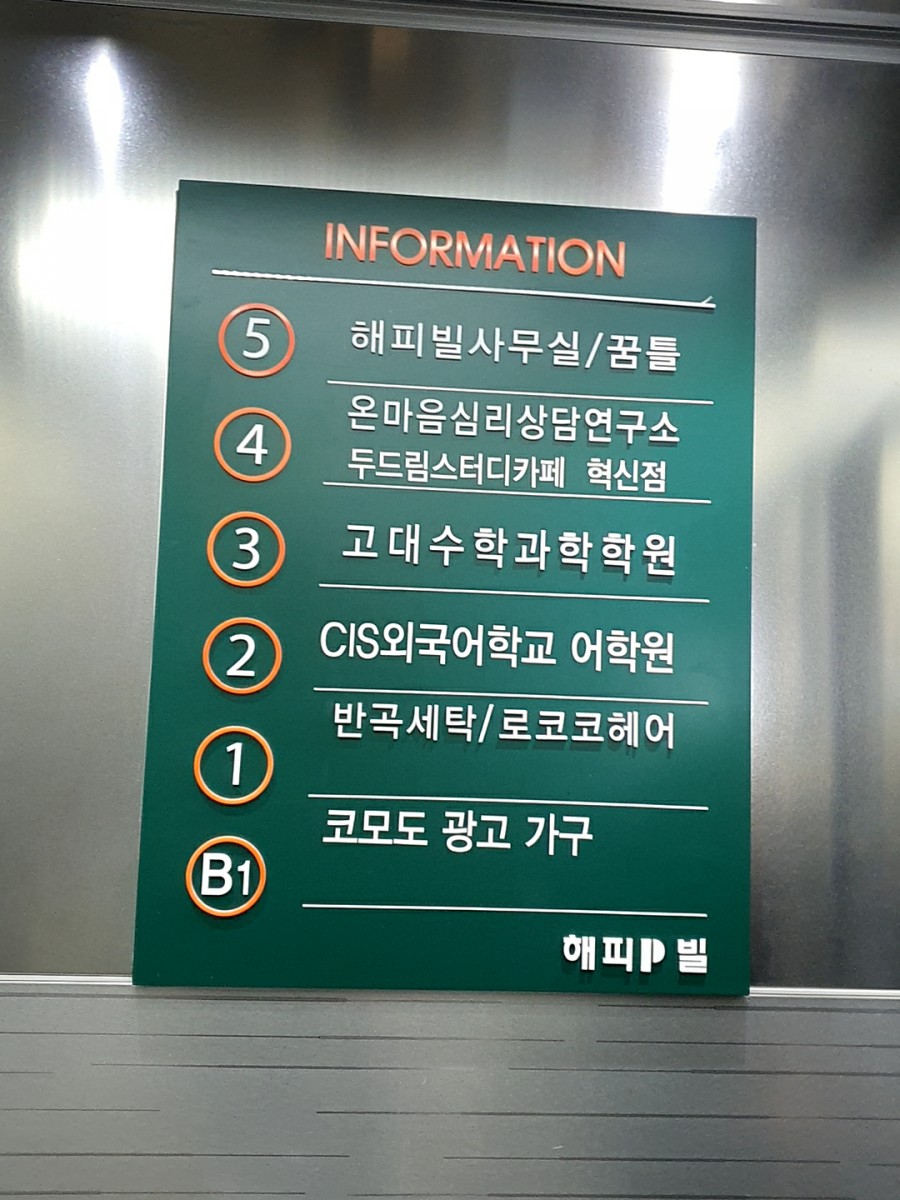 INFORMATION
5 해피빌사무실/꿈틀
4 온마음심리상담연구소
두드림스터디카페 혁신점
3 고대수학과학학원
2 CIS외국어학교 어학원
1 반곡세탁/로코코헤어
B1 코모도 광고 가구
해피P빌